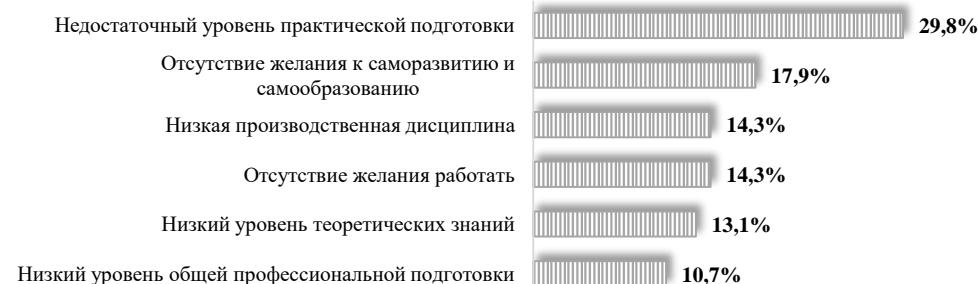 Недостаточный уровень практической подготовки 29,8%
Отсутствие желания к саморазвитию и
самообразованию 17,9%
Низкая производственная дисциплина 14,3%
Отсутствие желания работать 14,3%
Низкий уровень теоретических знаний 13,1%
Низкий уровень общей профессиональной подготовки 10,7%